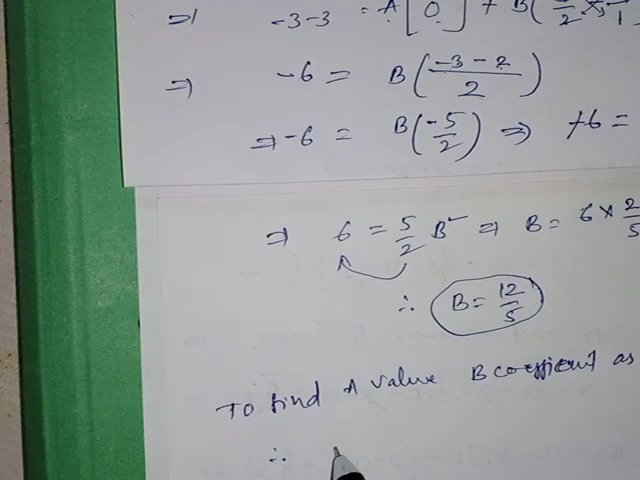 ⇒ -3-3 = A[0] + B(
⇒ -6 = B(-3-2/2)
⇒ -6 = B(-5/2) ⇒ +6 =
⇒ 6 = 5/2 B ⇒ B = 6 × 2/5
∴ B = 12/5
To find A value B coefficient as
∴